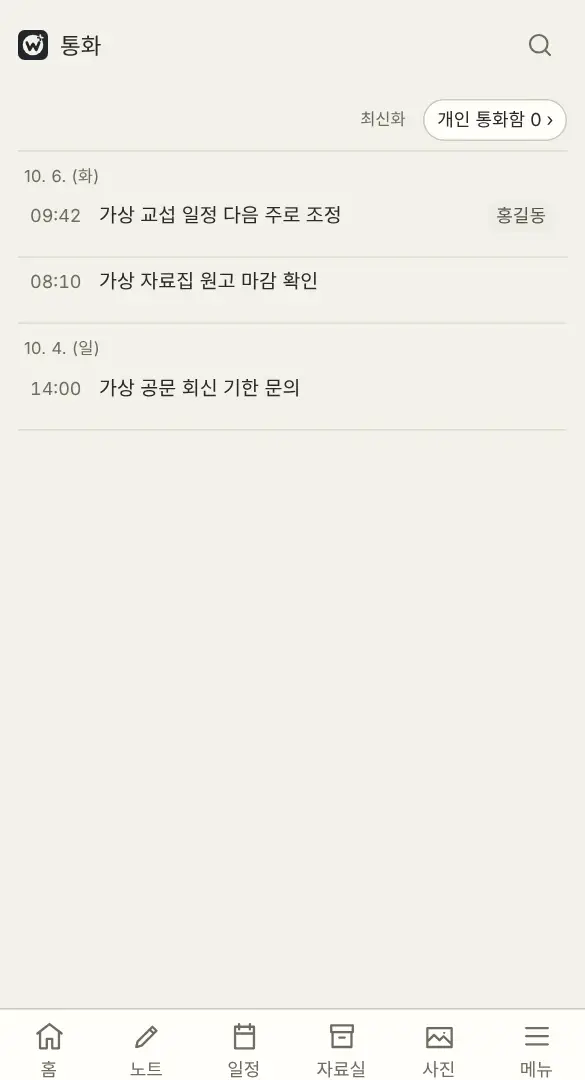 통화
최신화
개인 통화함 0 ›
10. 6. (화)
09:42 가상 교섭 일정 다음 주로 조정 홍길동
08:10 가상 자료집 원고 마감 확인
10. 4. (일)
14:00 가상 공문 회신 기한 문의
홈 노트 일정 자료실 사진 메뉴